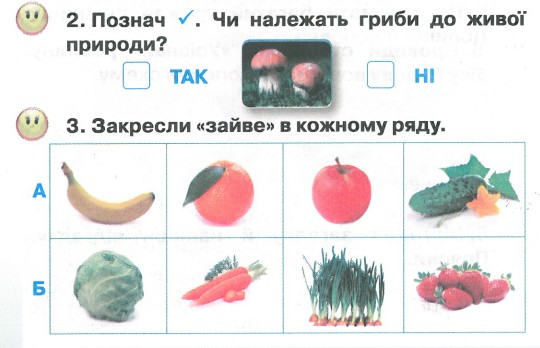 2. Познач ✓. Чи належать гриби до живої
природи?
ТАК
НІ
3. Закресли «зайве» в кожному ряду.
А
Б